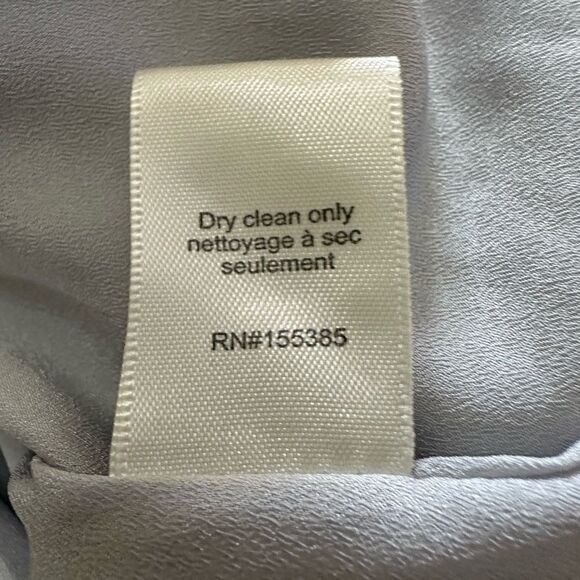 Dry clean only
nettoyage à sec
seulement
RN#155385